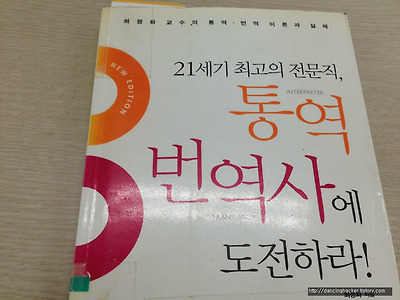 최정화 교수의 통역·번역 이론과 실제
NEW EDITION
21세기 최고의 전문직,
INTERPRETER
통역
번역사에
TRANSLATOR
도전하라!
http://dancinghacker.tistory.com